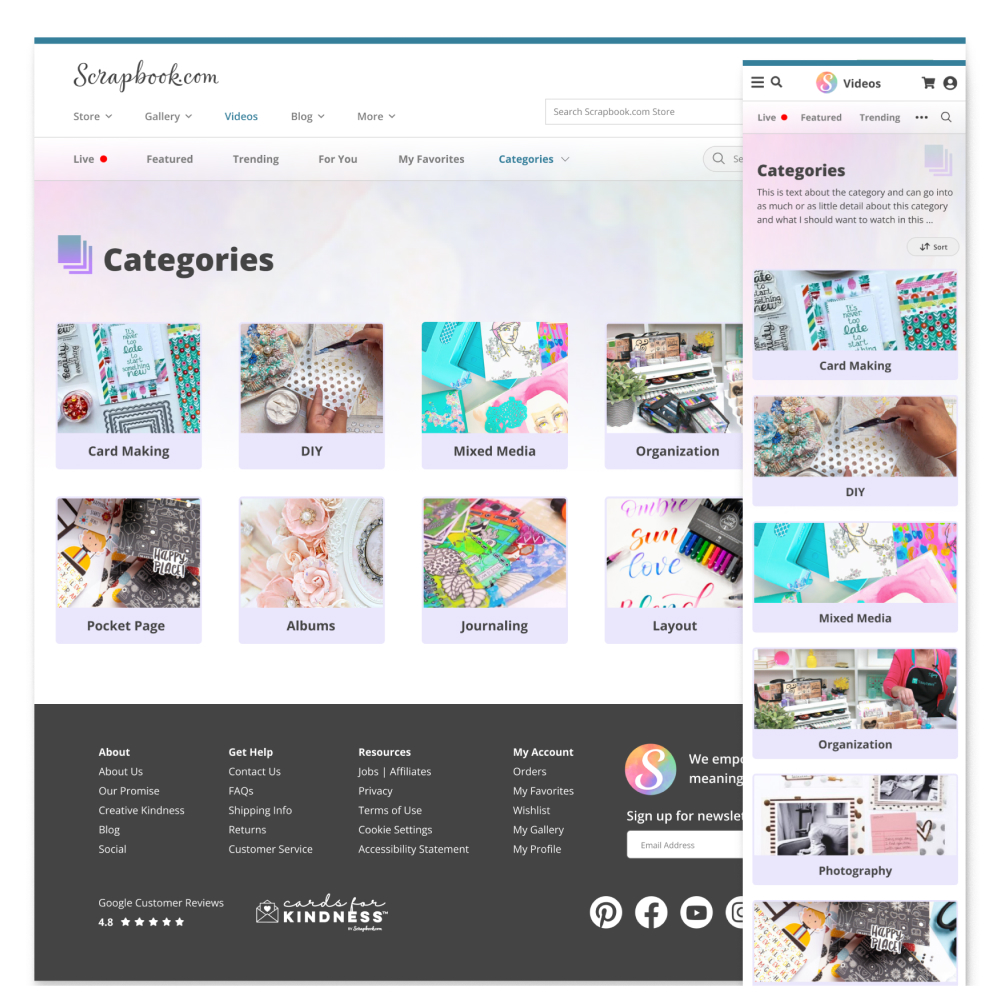 Scrapbook.com
Store Gallery Videos Blog More
Search Scrapbook.com Store
Live Featured Trending For You My Favorites Categories
Se
Categories
It's
never
too
late
to
start
something
new
Card Making
DIY
Mixed Media
Organization
HAPPY
PLACE!
Pocket Page
Albums
Journaling
Ombre
sun
love
Blend
Layout
About
About Us
Our Promise
Creative Kindness
Blog
Social
Get Help
Contact Us
FAQs
Shipping Info
Returns
Customer Service
Resources
Jobs | Affiliates
Privacy
Terms of Use
Cookie Settings
Accessibility Statement
My Account
Orders
My Favorites
Wishlist
My Gallery
My Profile
S
We empo
meaning
Sign up for newslet
Email Address
Google Customer Reviews
4.8 ★★★★★
cards for
KINDNESS™
by Scrapbook.com
S Videos
Live Featured Trending •••
Categories
This is text about the category and can go into
as much or as little detail about this category
and what I should want to watch in this ...
Sort
It's
never
too
late
to
start
Card Making
DIY
Mixed Media
Organization
Photography
HAPPY
PLACE!